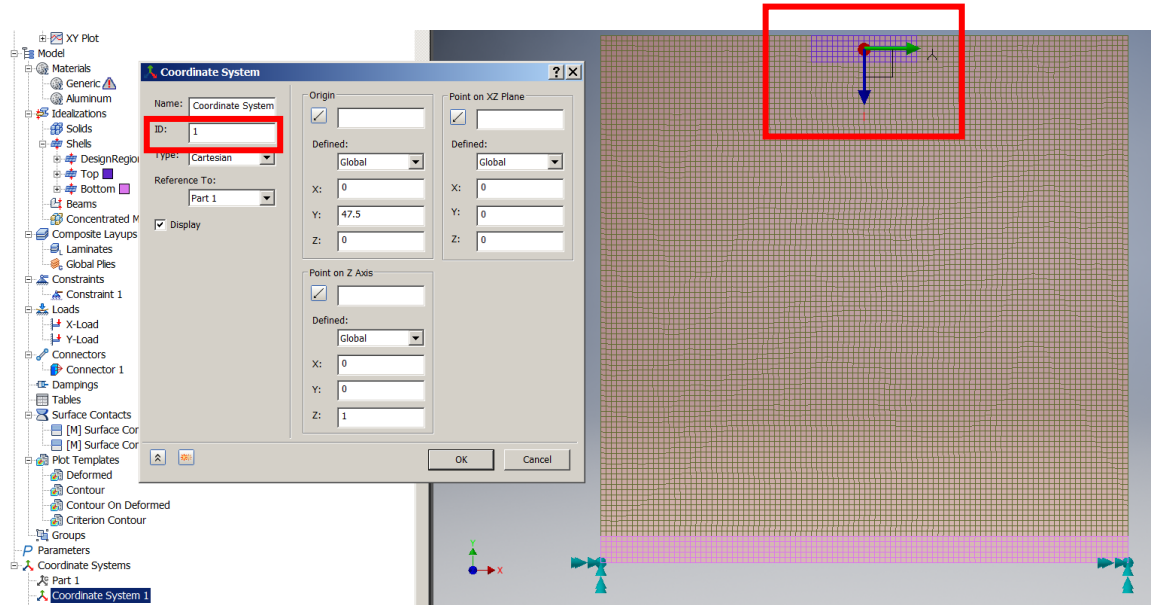 XY Plot
Model
Materials
Generic
Aluminum
Idealizations
Solids
Shells
DesignRegion
Top
Bottom
Beams
Concentrated M
Composite Layups
Laminates
Global Plies
Constraints
Constraint 1
Loads
X-Load
Y-Load
Connectors
Connector 1
Dampings
Tables
Surface Contacts
[M] Surface Cor
[M] Surface Cor
Plot Templates
Deformed
Contour
Contour On Deformed
Criterion Contour
Groups
Parameters
Coordinate Systems
Part 1
Coordinate System 1
Coordinate System
Name: Coordinate System
ID: 1
Type: Cartesian
Reference To:
Part 1
Display
Origin
Defined:
Global
X: 0
Y: 47.5
Z: 0
Point on XZ Plane
Defined:
Global
X: 0
Y: 0
Z: 0
Point on Z Axis
Defined:
Global
X: 0
Y: 0
Z: 1
OK Cancel
Y
X